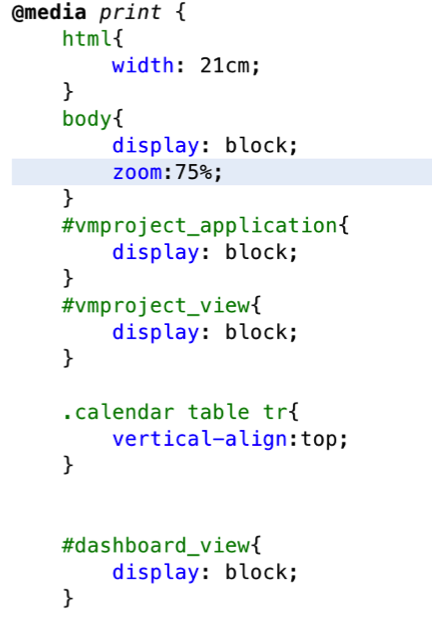 @media print {
    html{
        width: 21cm;
    }
    body{
        display: block;
        zoom:75%;
    }
    #vmproject_application{
        display: block;
    }
    #vmproject_view{
        display: block;
    }

    .calendar table tr{
        vertical-align:top;
    }


    #dashboard_view{
        display: block;
    }